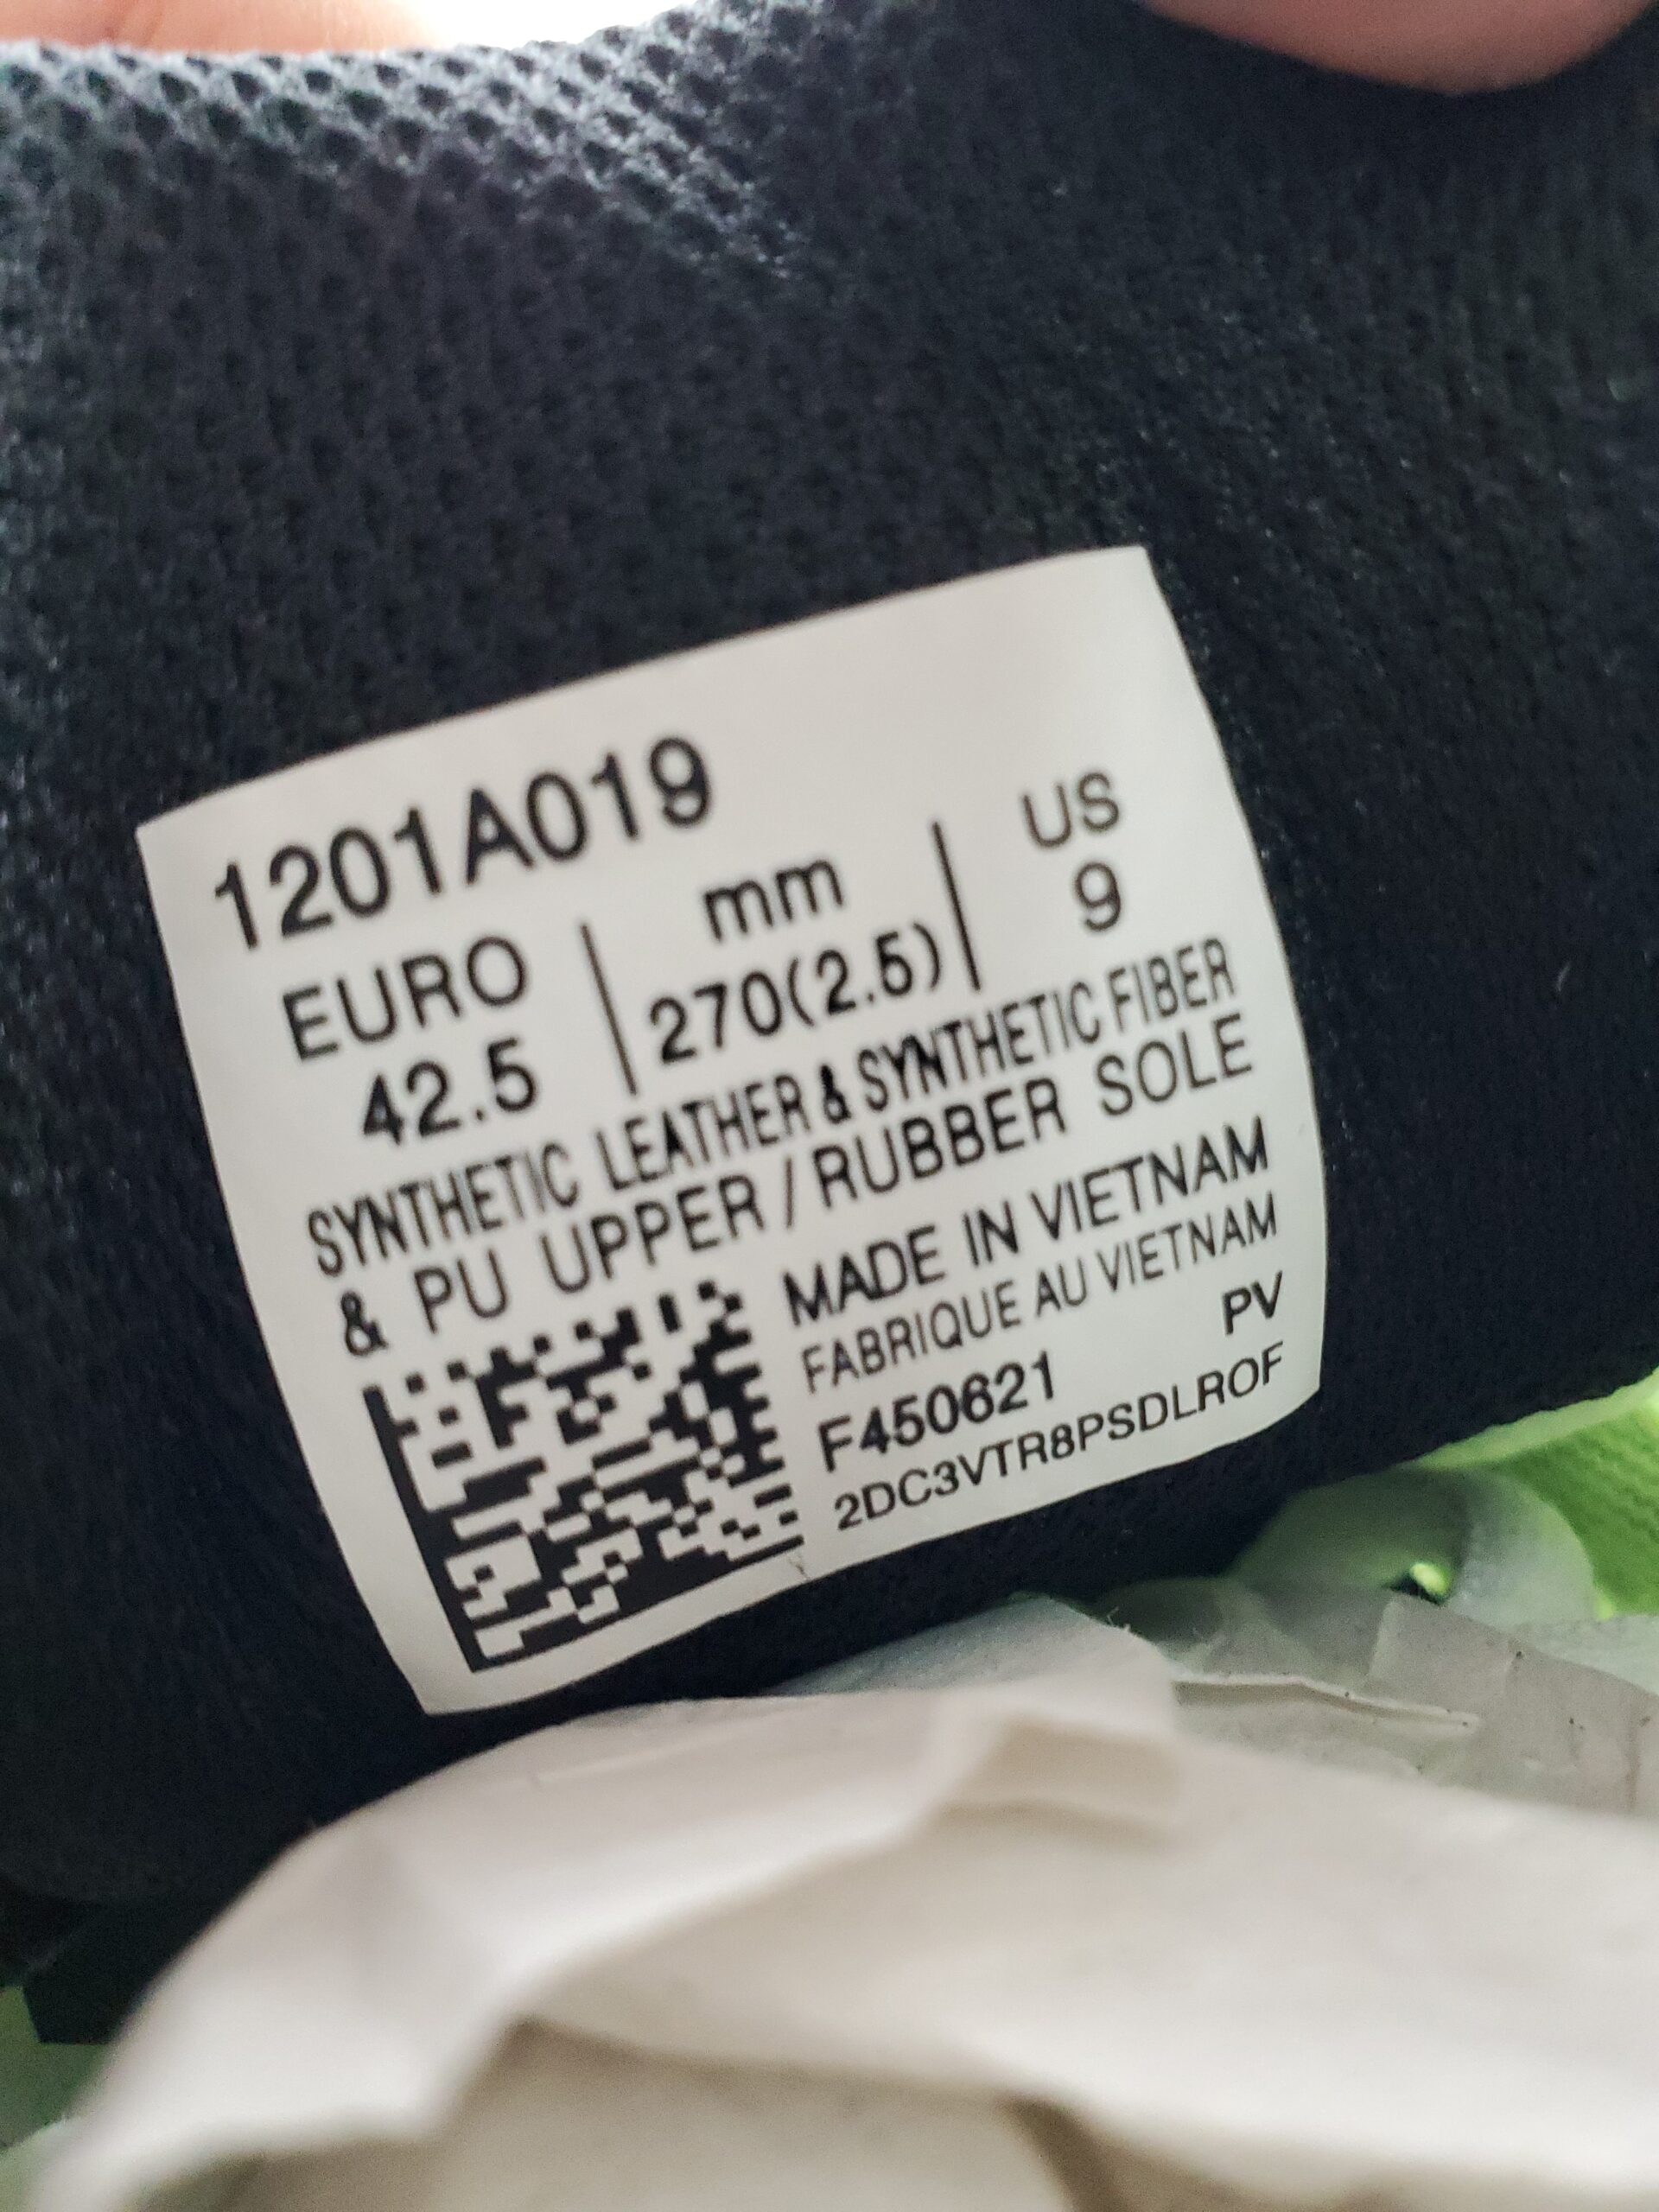 1201A019
EURO | mm | US
42.5 | 270(2.5) | 9
SYNTHETIC LEATHER & SYNTHETIC FIBER
& PU UPPER / RUBBER SOLE
MADE IN VIETNAM
FABRIQUE AU VIETNAM
PV
F450621
2DC3VTR8PSDLROF